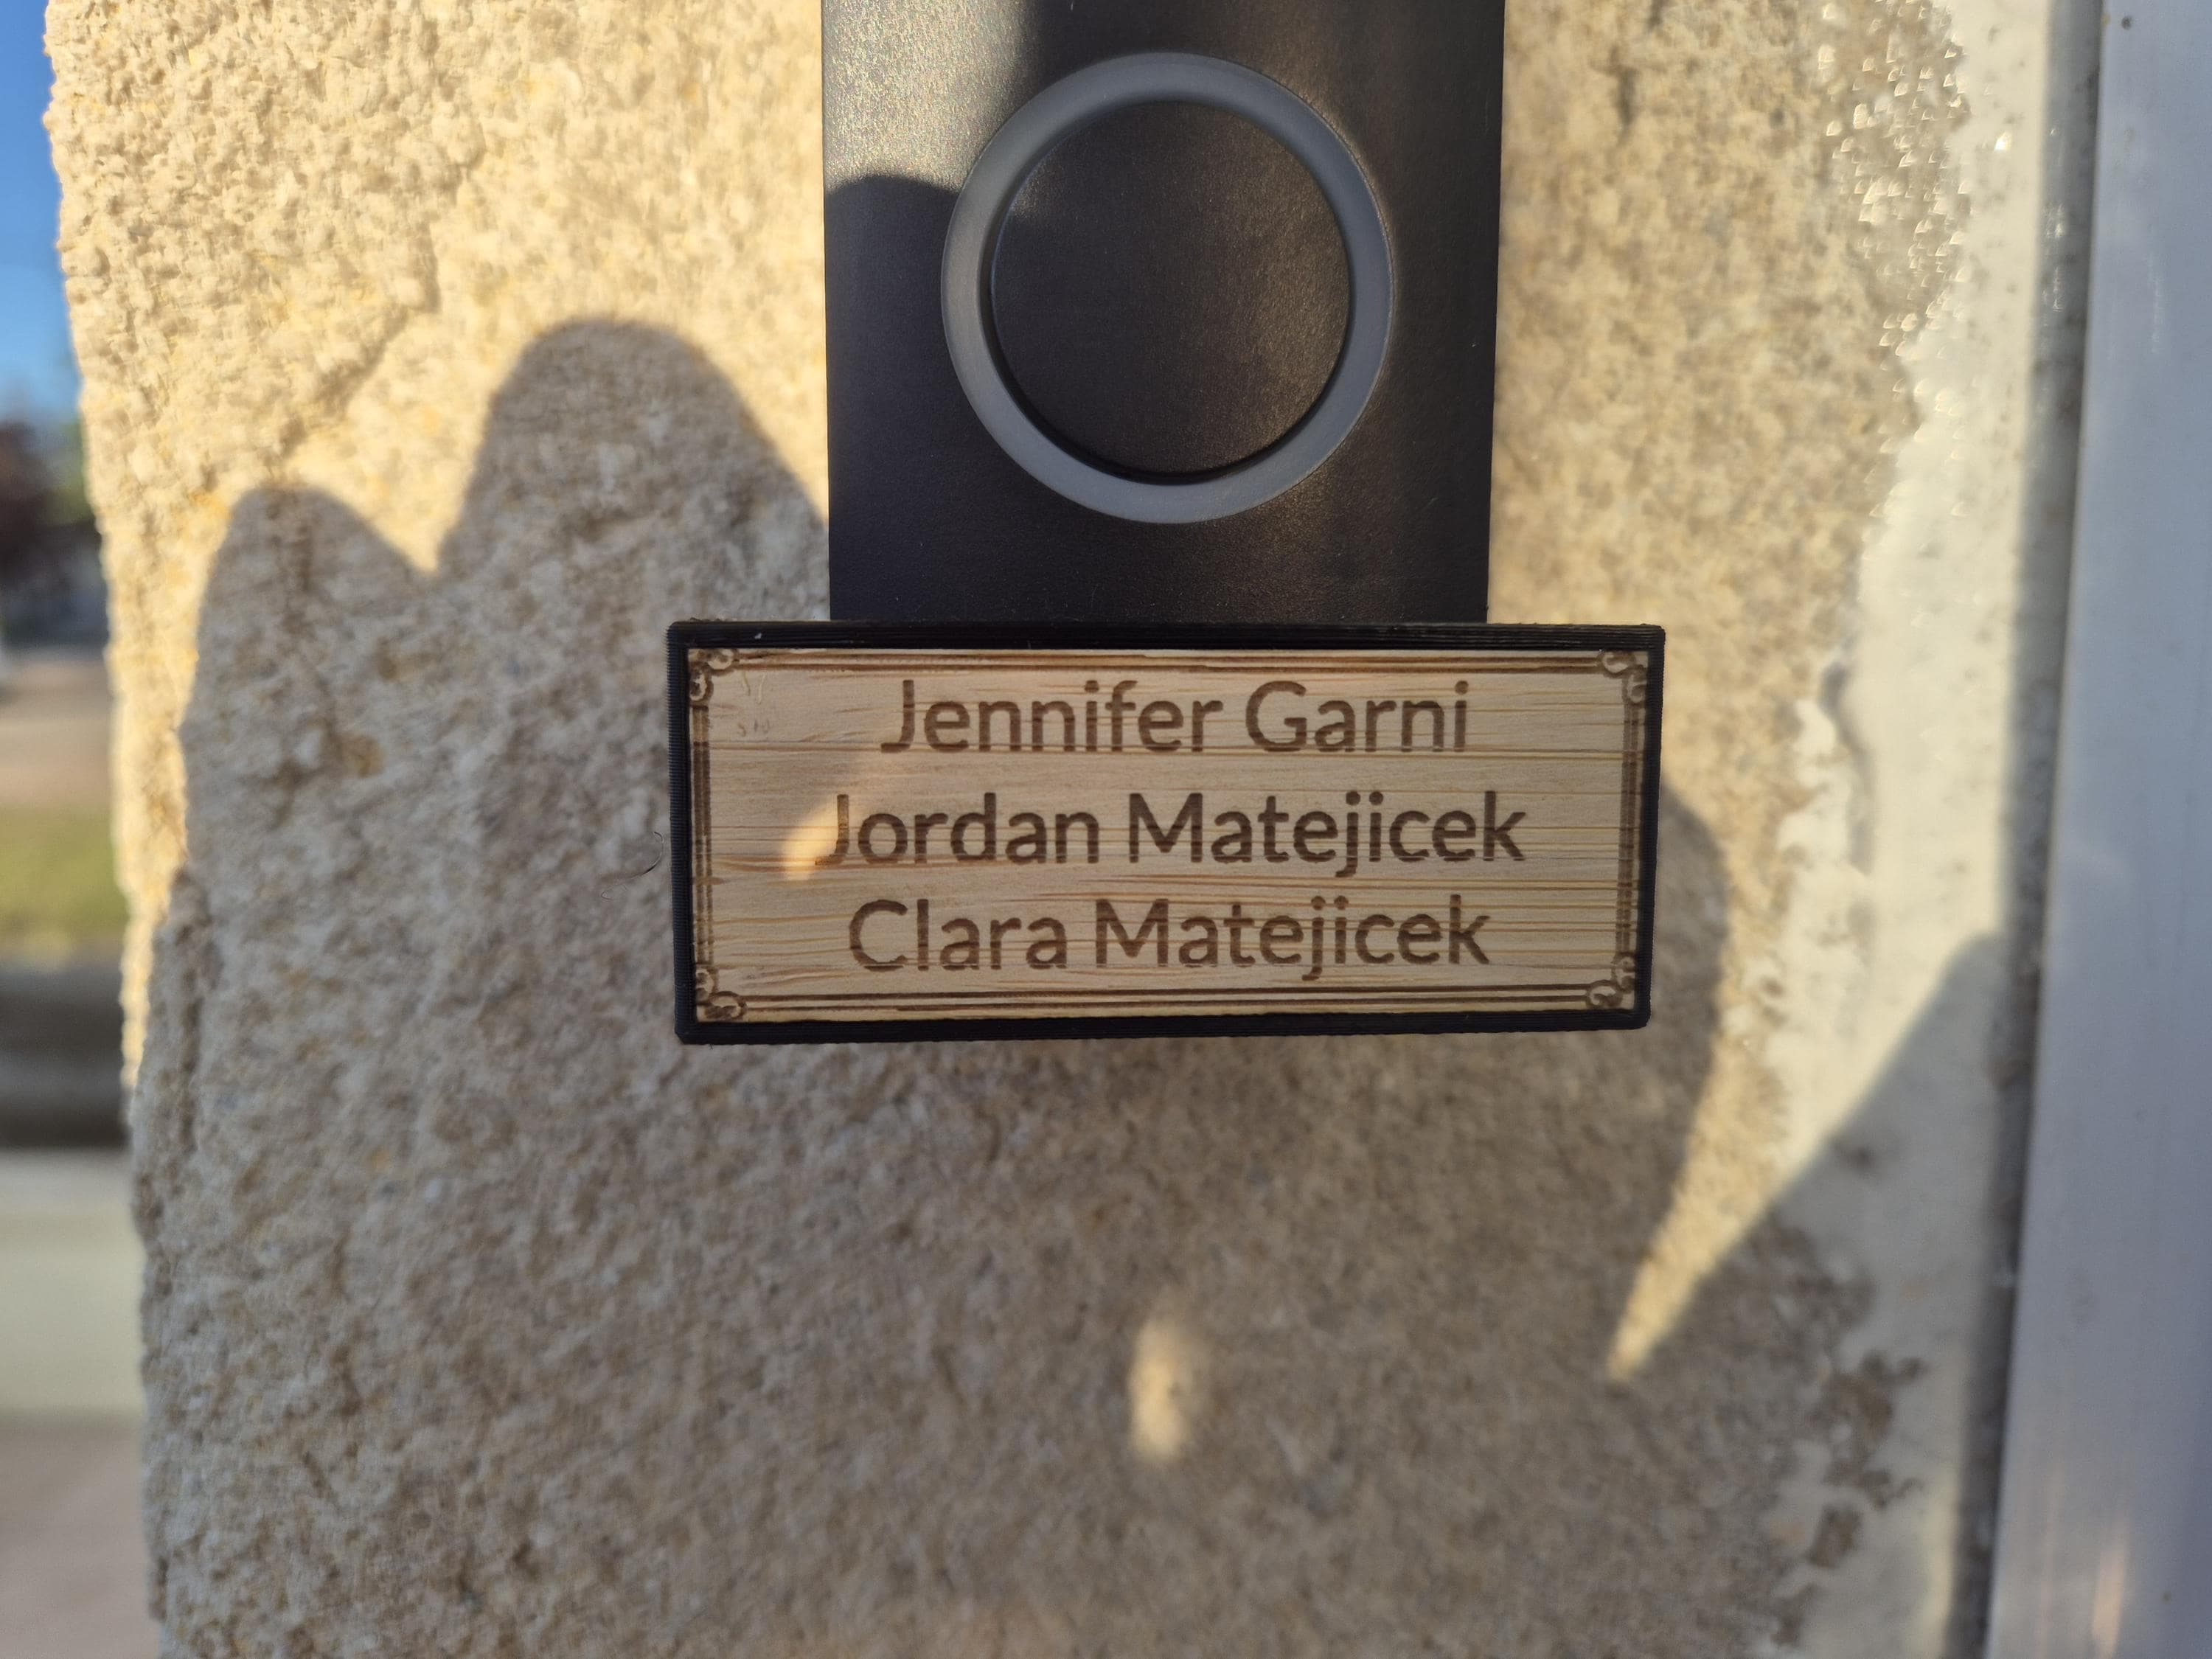 Jennifer Garni
Jordan Matejicek
Clara Matejicek